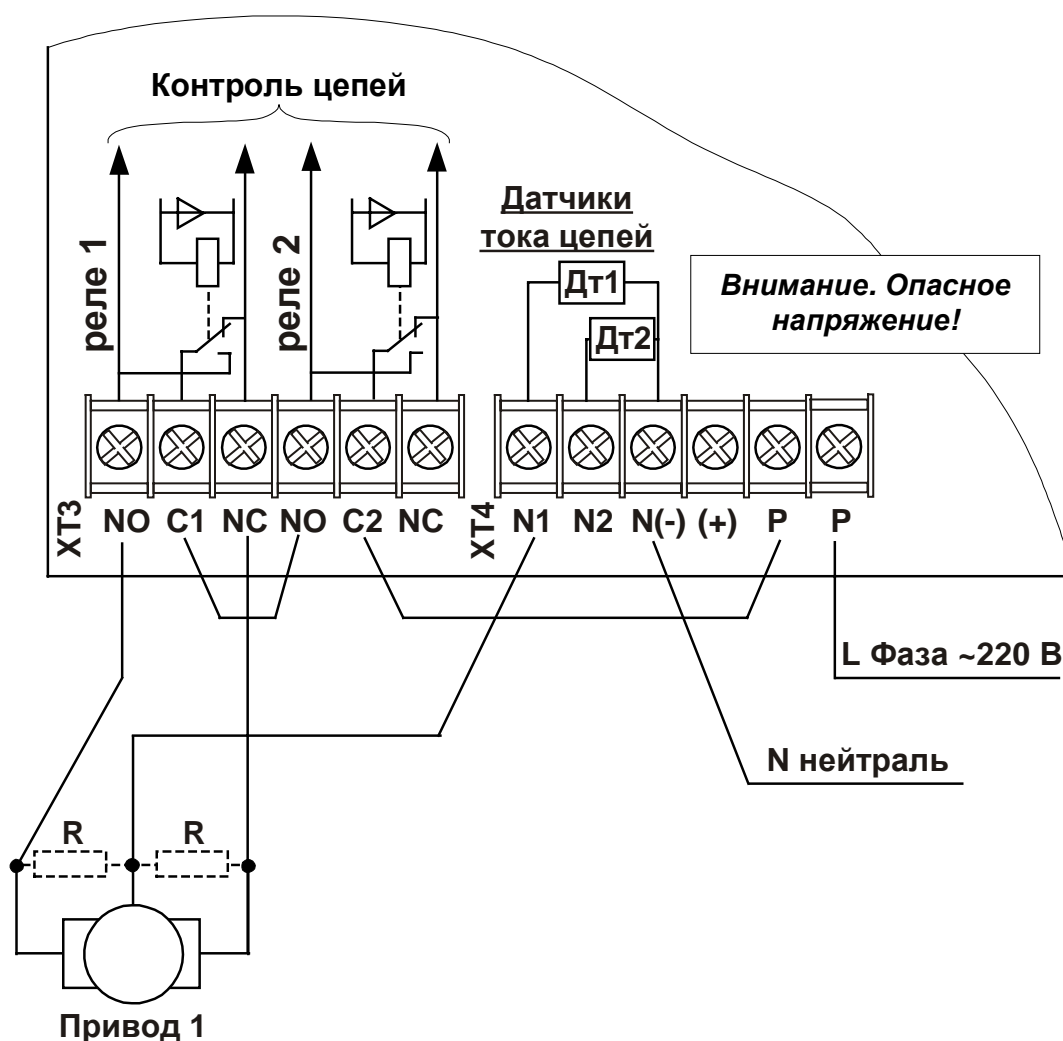 Контроль цепей
реле 1
реле 2
Датчики
тока цепей
Дт1
Дт2
Внимание. Опасное
напряжение!
XT3
NO C1 NC NO C2 NC
XT4
N1 N2 N(-) (+) P P
L Фаза ~220 В
N нейтраль
R R
Привод 1